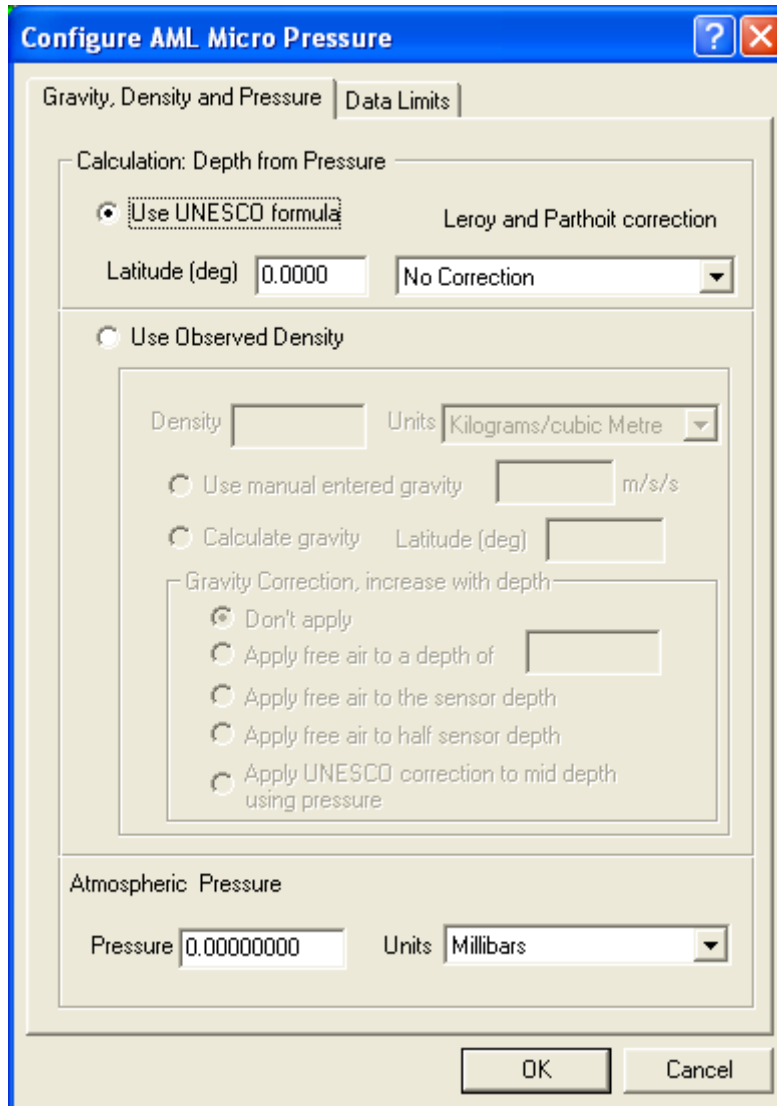 Configure AML Micro Pressure
Gravity, Density and Pressure Data Limits
Calculation: Depth from Pressure
Use UNESCO formula Leroy and Parthoit correction
Latitude (deg) 0.0000 No Correction
Use Observed Density
Density Units Kilograms/cubic Metre
Use manual entered gravity m/s/s
Calculate gravity Latitude (deg)
Gravity Correction, increase with depth
Don't apply
Apply free air to a depth of
Apply free air to the sensor depth
Apply free air to half sensor depth
Apply UNESCO correction to mid depth
using pressure
Atmospheric Pressure
Pressure 0.00000000 Units Millibars
OK Cancel